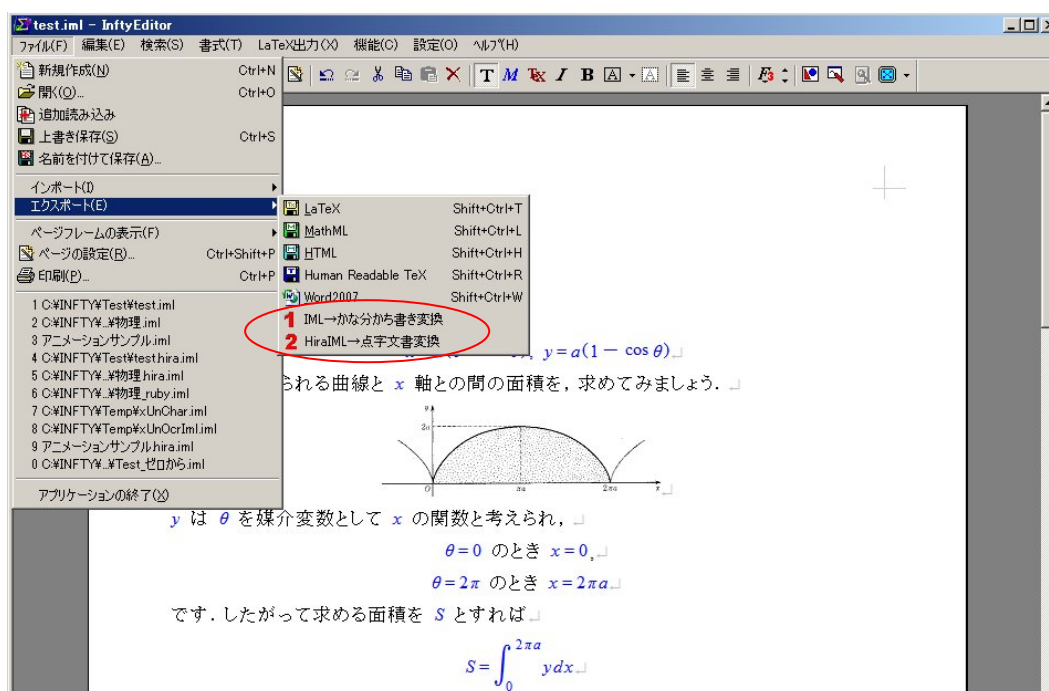 test.iml - InftyEditor
ファイル(F) 編集(E) 検索(S) 書式(T) LaTeX出力(X) 機能(C) 設定(O) ヘルプ(H)
新規作成(N) Ctrl+N
開く(O)... Ctrl+O
追加読み込み
上書き保存(S) Ctrl+S
名前を付けて保存(A)...
インポート(I)
エクスポート(E)
ページフレームの表示(F)
ページの設定(R)... Ctrl+Shift+P
印刷(P)... Ctrl+P
1 C:¥INFTY¥Test¥test.iml
2 C:¥INFTY¥..¥物理.iml
3 アニメーションサンプル.iml
4 C:¥INFTY¥Test¥test.hira.iml
5 C:¥INFTY¥..¥物理.hira.iml
6 C:¥INFTY¥..¥物理_ruby.iml
7 C:¥INFTY¥Temp¥xUnChar.iml
8 C:¥INFTY¥Temp¥xUnOcrIml.iml
9 アニメーションサンプル.hira.iml
0 C:¥INFTY¥..¥Test_ゼロから.iml
アプリケーションの終了(X)
LaTeX Shift+Ctrl+T
MathML Shift+Ctrl+L
HTML Shift+Ctrl+H
Human Readable TeX Shift+Ctrl+R
Word2007 Shift+Ctrl+W
1 IML→かな分かち書き変換
2 HiraIML→点字文書変換
y=a(1－cos θ)
られる曲線と x 軸との間の面積を，求めてみましょう．
y
2a
O πa 2πa x
y は θ を媒介変数として x の関数と考えられ，
θ=0 のとき x=0,
θ=2π のとき x=2πa
です．したがって求める面積を S とすれば
S=∫₀^{2πa} ydx